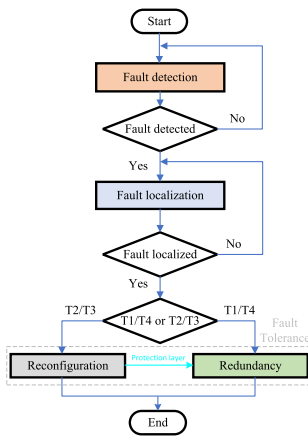 Start
Fault detection
Fault detected
No
Yes
Fault localization
Fault localized
No
Yes
T1/T4 or T2/T3
T2/T3
T1/T4
Fault
Tolerance
Reconfiguration
Protection layer
Redundancy
End